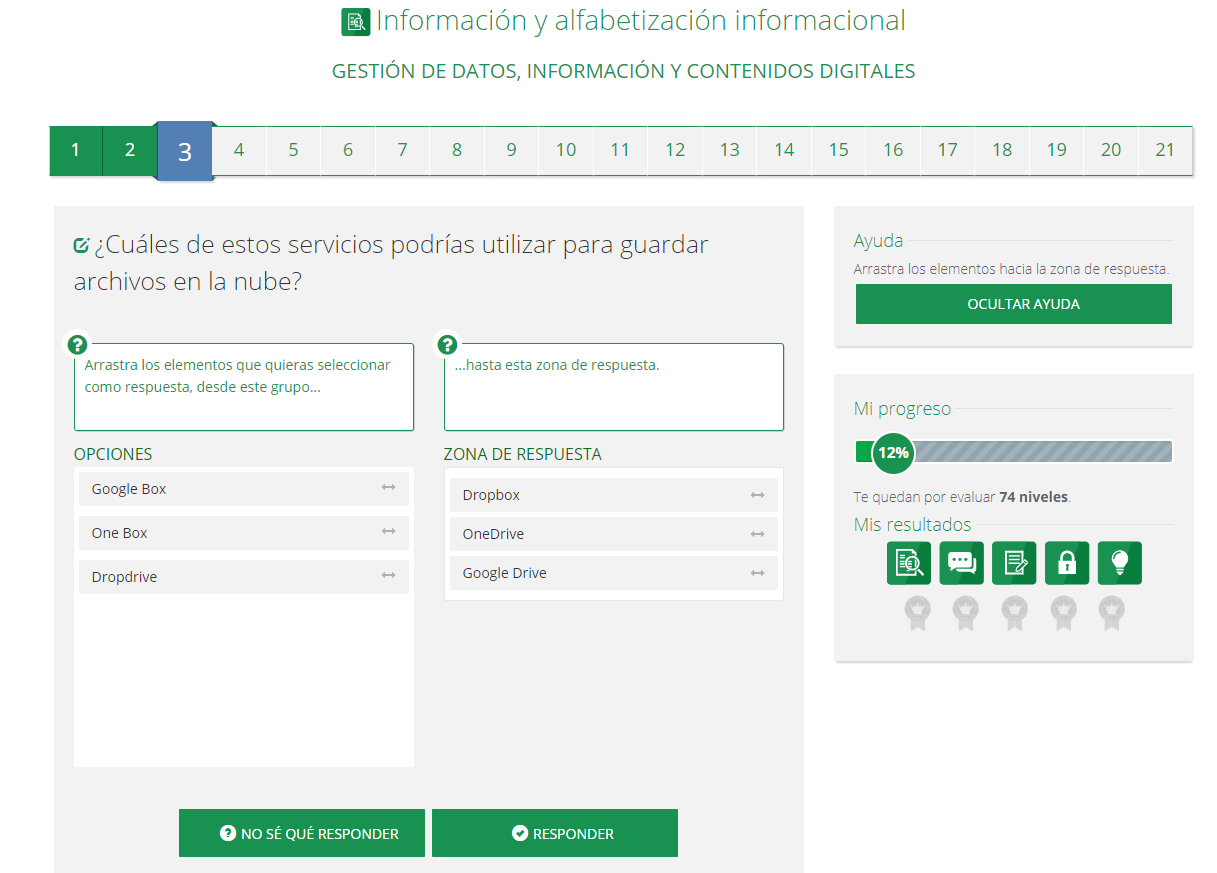 Información y alfabetización informacional
GESTIÓN DE DATOS, INFORMACIÓN Y CONTENIDOS DIGITALES
1 2 3 4 5 6 7 8 9 10 11 12 13 14 15 16 17 18 19 20 21
¿Cuáles de estos servicios podrías utilizar para guardar
archivos en la nube?
Arrastra los elementos que quieras seleccionar
como respuesta, desde este grupo...
...hasta esta zona de respuesta.
OPCIONES
Google Box
One Box
Dropdrive
ZONA DE RESPUESTA
Dropbox
OneDrive
Google Drive
? NO SÉ QUÉ RESPONDER
RESPONDER
Ayuda
Arrastra los elementos hacia la zona de respuesta.
OCULTAR AYUDA
Mi progreso
12%
Te quedan por evaluar 74 niveles.
Mis resultados